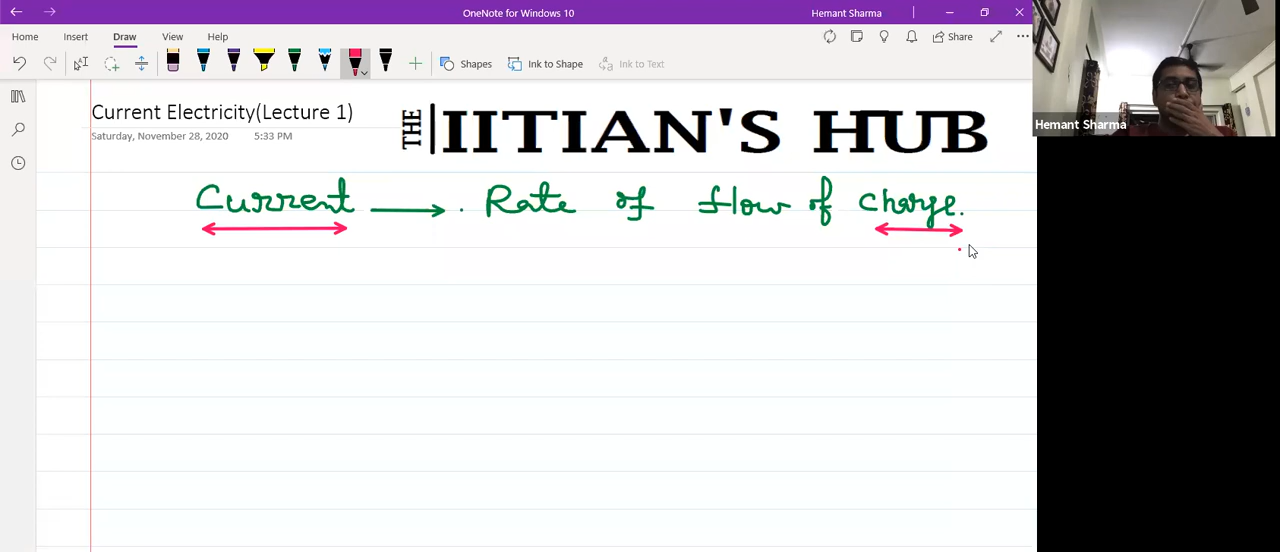 OneNote for Windows 10
Hemant Sharma
Home Insert Draw View Help
Share
Shapes
Ink to Shape
Ink to Text
Current Electricity(Lecture 1)
Saturday, November 28, 2020 5:33 PM
THE IITIAN'S HUB
Current → Rate of flow of charge.
Hemant Sharma